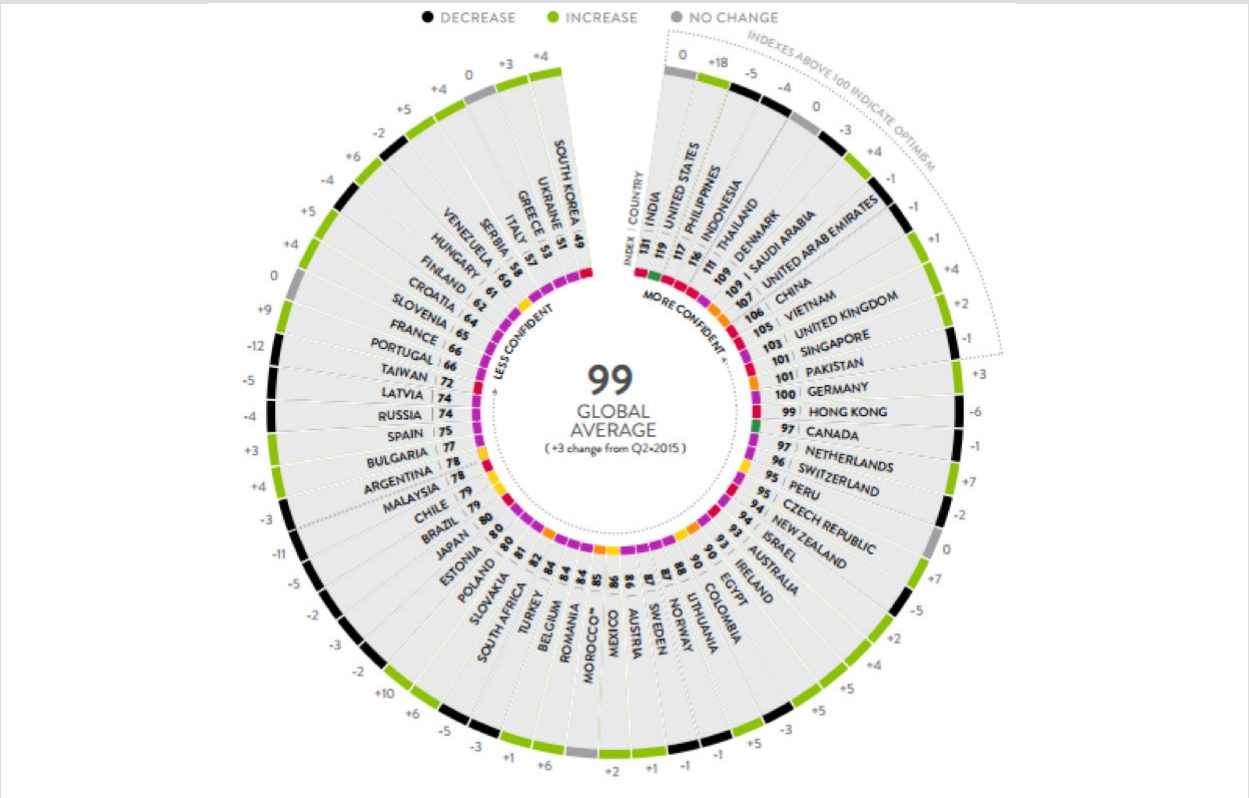 DECREASE
INCREASE
NO CHANGE
INDEXES ABOVE 100 INDICATE OPTIMISM
INDEX | COUNTRY
131 | INDIA
119 | UNITED STATES
117 | PHILIPPINES
116 | INDONESIA
111 | THAILAND
109 | DENMARK
109 | SAUDI ARABIA
107 | UNITED ARAB EMIRATES
106 | CHINA
105 | VIETNAM
103 | UNITED KINGDOM
101 | SINGAPORE
101 | PAKISTAN
100 | GERMANY
99 | HONG KONG
97 | CANADA
97 | NETHERLANDS
96 | SWITZERLAND
95 | PERU
95 | CZECH REPUBLIC
94 | NEW ZEALAND
94 | ISRAEL
93 | AUSTRALIA
93 | IRELAND
90 | EGYPT
90 | COLOMBIA
88 | LITHUANIA
87 | NORWAY
87 | SWEDEN
86 | AUSTRIA
86 | MEXICO
85 | MOROCCO**
84 | ROMANIA
84 | BELGIUM
84 | TURKEY
82 | SOUTH AFRICA
81 | SLOVAKIA
80 | POLAND
80 | ESTONIA
80 | JAPAN
79 | BRAZIL
79 | CHILE
78 | MALAYSIA
78 | ARGENTINA
77 | BULGARIA
75 | SPAIN
74 | RUSSIA
74 | LATVIA
72 | TAIWAN
66 | PORTUGAL
66 | FRANCE
65 | SLOVENIA
64 | CROATIA
62 | FINLAND
61 | HUNGARY
60 | VENEZUELA
58 | SERBIA
57 | ITALY
53 | GREECE
51 | UKRAINE
49 | SOUTH KOREA
0
+18
-5
-4
0
-3
+4
-1
-1
+1
+4
+2
-1
+3
-6
-1
+7
-2
0
+7
-5
+2
+4
+5
+5
-3
+5
-1
-1
+1
+2
+6
+1
-3
-5
+6
+10
-2
-3
-2
-5
-11
-3
+4
+3
-4
-5
-12
+9
0
+4
+5
-4
+6
-2
+5
+4
0
+3
+4
MORE CONFIDENT
LESS CONFIDENT
99
GLOBAL
AVERAGE
(+3 change from Q2•2015)